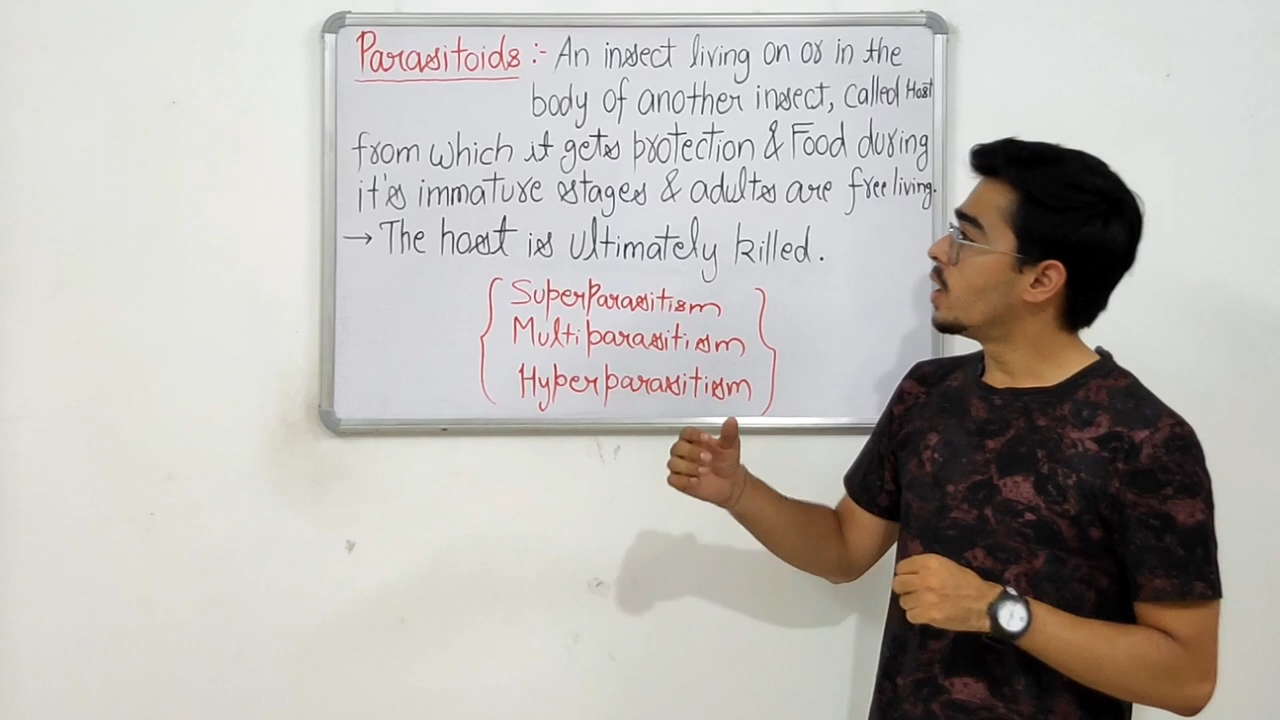 Parasitoids :- An insect living on or in the
body of another insect, called Host
from which it gets protection & Food during
it's immature stages & adults are free living.
→ The host is ultimately killed.
SuperParasitism
Multiparasitism
Hyperparasitism